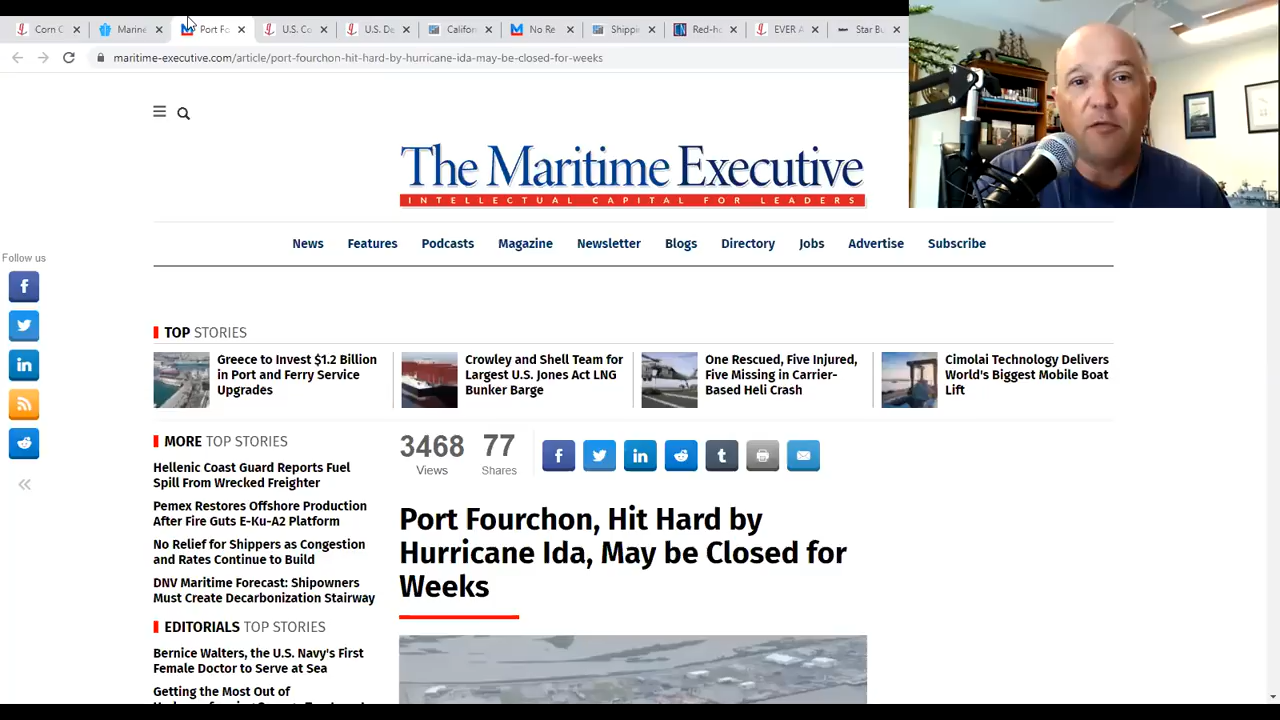 Corn C
Marine
Port Fo
U.S. Co
U.S. De
Californ
No Re
Shippin
Red-ho
EVER A
Star Bu
maritime-executive.com/article/port-fourchon-hit-hard-by-hurricane-ida-may-be-closed-for-weeks
The Maritime Executive
INTELLECTUAL CAPITAL FOR LEADERS
News Features Podcasts Magazine Newsletter Blogs Directory Jobs Advertise Subscribe
Follow us
TOP STORIES
Greece to Invest $1.2 Billion
in Port and Ferry Service
Upgrades
Crowley and Shell Team for
Largest U.S. Jones Act LNG
Bunker Barge
One Rescued, Five Injured,
Five Missing in Carrier-
Based Heli Crash
Cimolai Technology Delivers
World's Biggest Mobile Boat
Lift
MORE TOP STORIES
Hellenic Coast Guard Reports Fuel
Spill From Wrecked Freighter
Pemex Restores Offshore Production
After Fire Guts E-Ku-A2 Platform
No Relief for Shippers as Congestion
and Rates Continue to Build
DNV Maritime Forecast: Shipowners
Must Create Decarbonization Stairway
EDITORIALS TOP STORIES
Bernice Walters, the U.S. Navy's First
Female Doctor to Serve at Sea
Getting the Most Out of
3468 77
Views Shares
Port Fourchon, Hit Hard by
Hurricane Ida, May be Closed for
Weeks